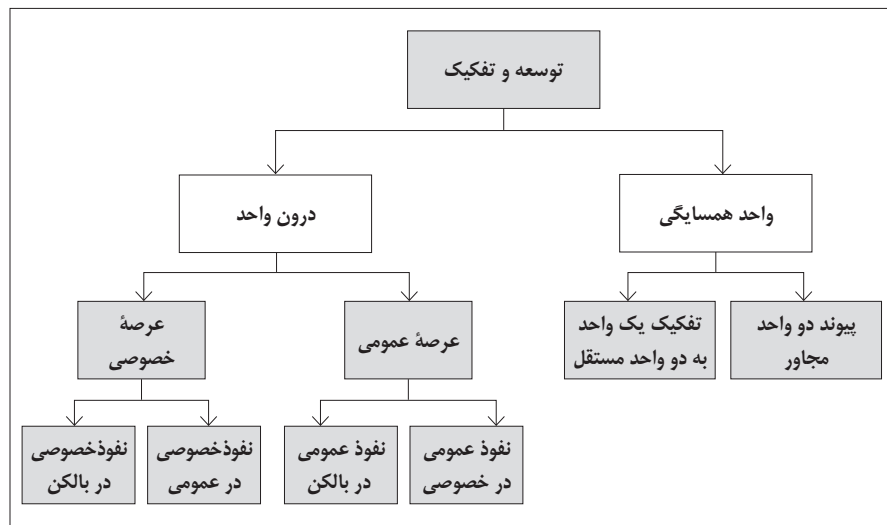 توسعه و تفکیک
واحد همسایگی
درون واحد
پیوند دو واحد
مجاور
تفکیک یک واحد
به دو واحد مستقل
عرصهٔ عمومی
عرصهٔ
خصوصی
نفوذ عمومی
در خصوصی
نفوذ عمومی
در بالکن
نفوذخصوصی
در عمومی
نفوذخصوصی
در بالکن